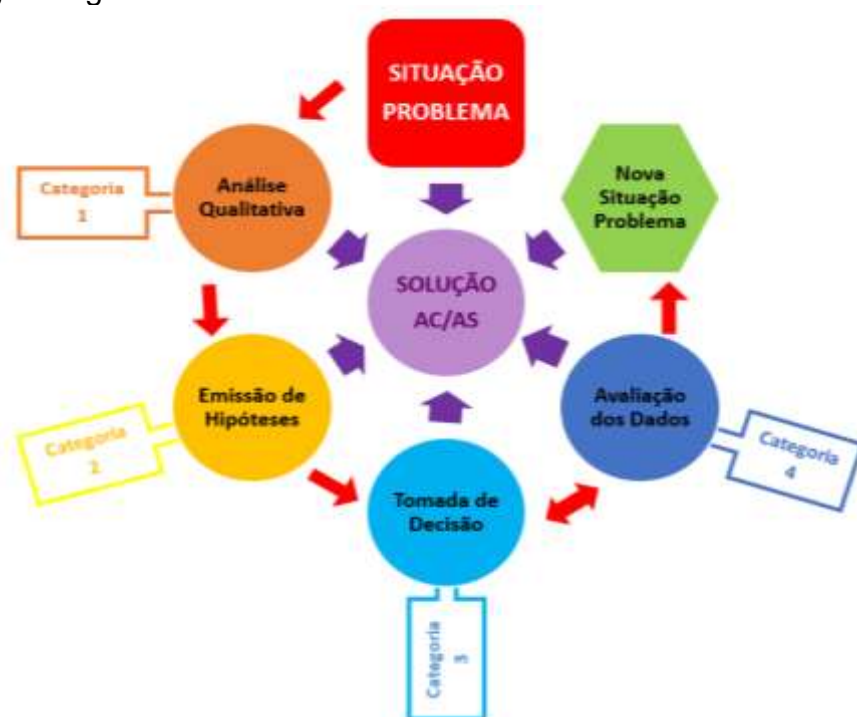 SITUAÇÃO
PROBLEMA
Análise
Qualitativa
Categoria
1
Nova
Situação
Problema
SOLUÇÃO
AC/AS
Emissão de
Hipóteses
Categoria
2
Avaliação
dos Dados
Categoria
4
Tomada de
Decisão
Categoria
3